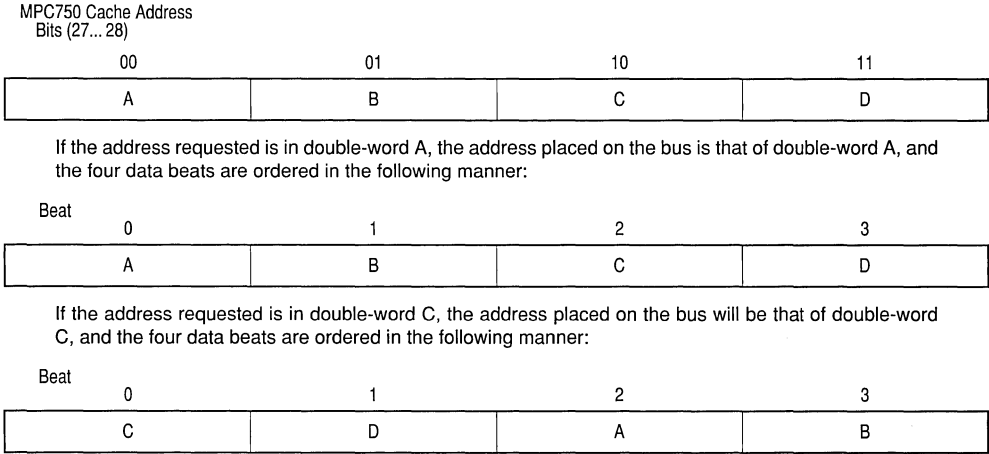 MPC750 Cache Address
Bits (27... 28)
00 01 10 11
A B C D
If the address requested is in double-word A, the address placed on the bus is that of double-word A, and
the four data beats are ordered in the following manner:
Beat
0 1 2 3
A B C D
If the address requested is in double-word C, the address placed on the bus will be that of double-word
C, and the four data beats are ordered in the following manner:
Beat
0 1 2 3
C D A B